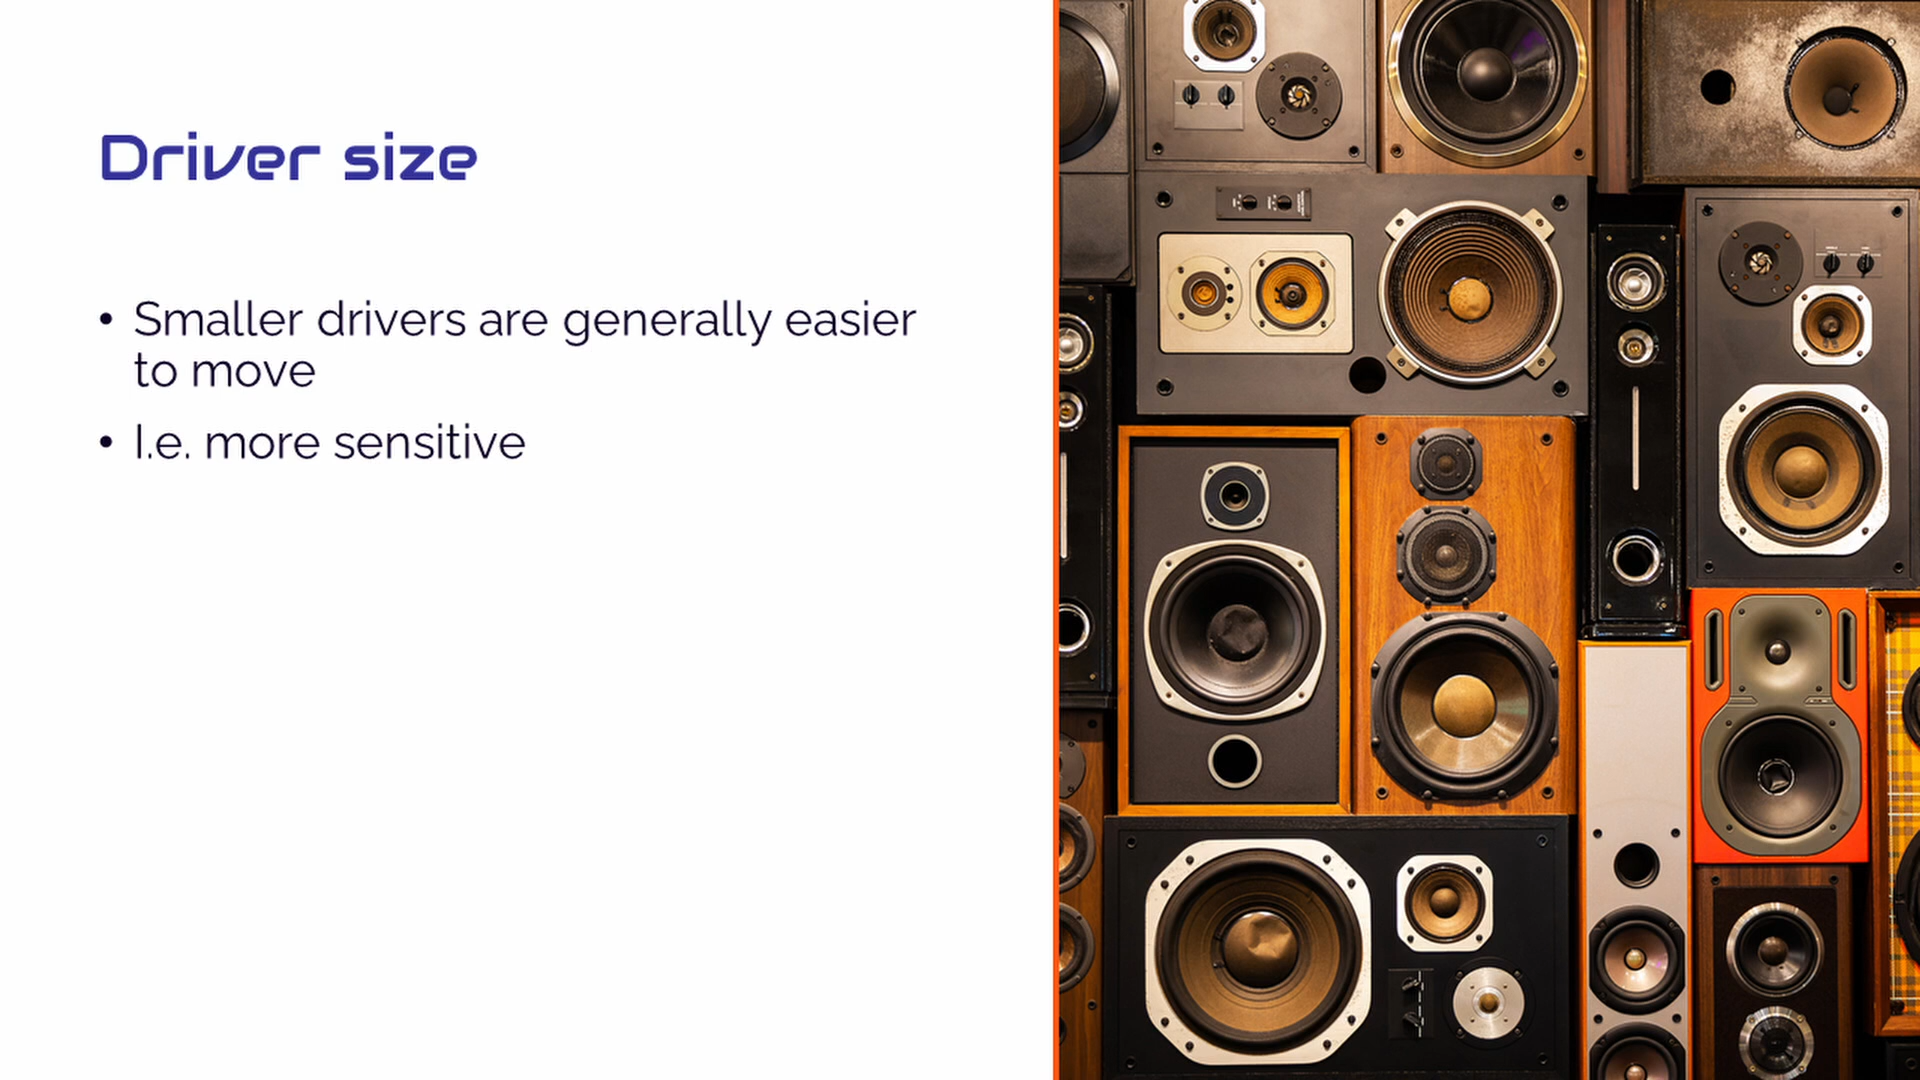 Driver size
• Smaller drivers are generally easier
to move
• I.e. more sensitive